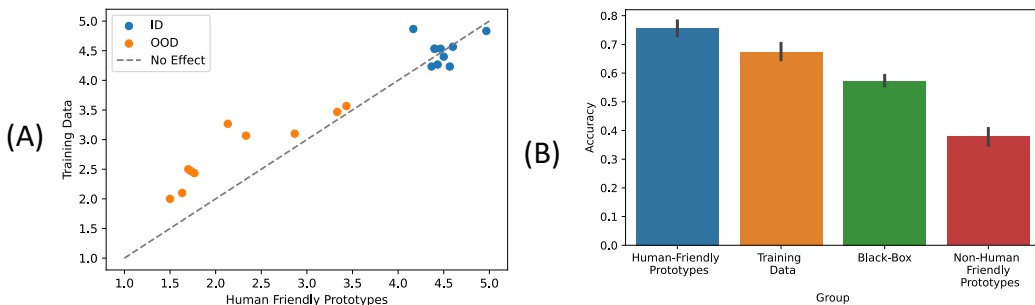 (A)
Training Data
5.0
4.5
4.0
3.5
3.0
2.5
2.0
1.5
1.0
ID
OOD
No Effect
1.0 1.5 2.0 2.5 3.0 3.5 4.0 4.5 5.0
Human Friendly Prototypes
(B)
Accuracy
0.8
0.7
0.6
0.5
0.4
0.3
0.2
0.1
0.0
Human-Friendly
Prototypes
Training
Data
Black-Box
Non-Human
Friendly
Prototypes
Group